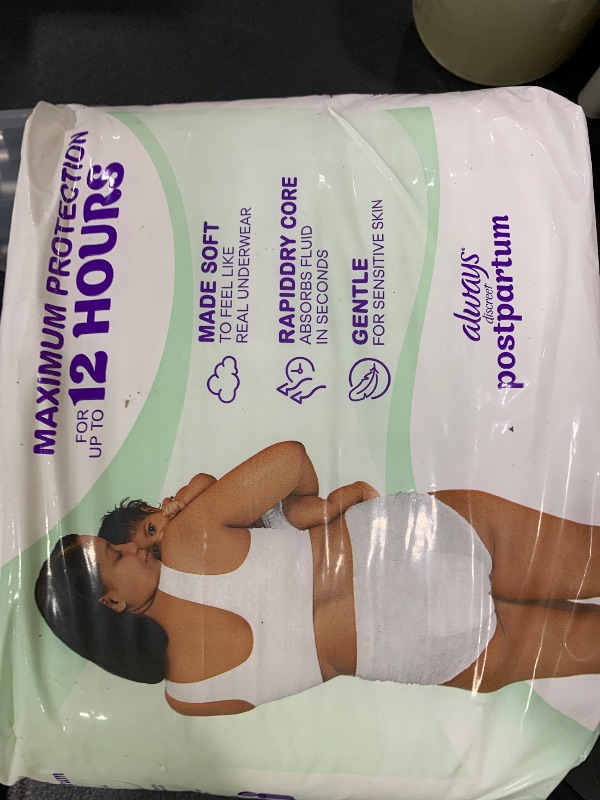 MAXIMUM PROTECTION
FOR
UP TO 12 HOURS
MADE SOFT
TO FEEL LIKE
REAL UNDERWEAR
RAPIDDRY CORE
ABSORBS FLUID
IN SECONDS
GENTLE
FOR SENSITIVE SKIN
always
discreet
postpartum